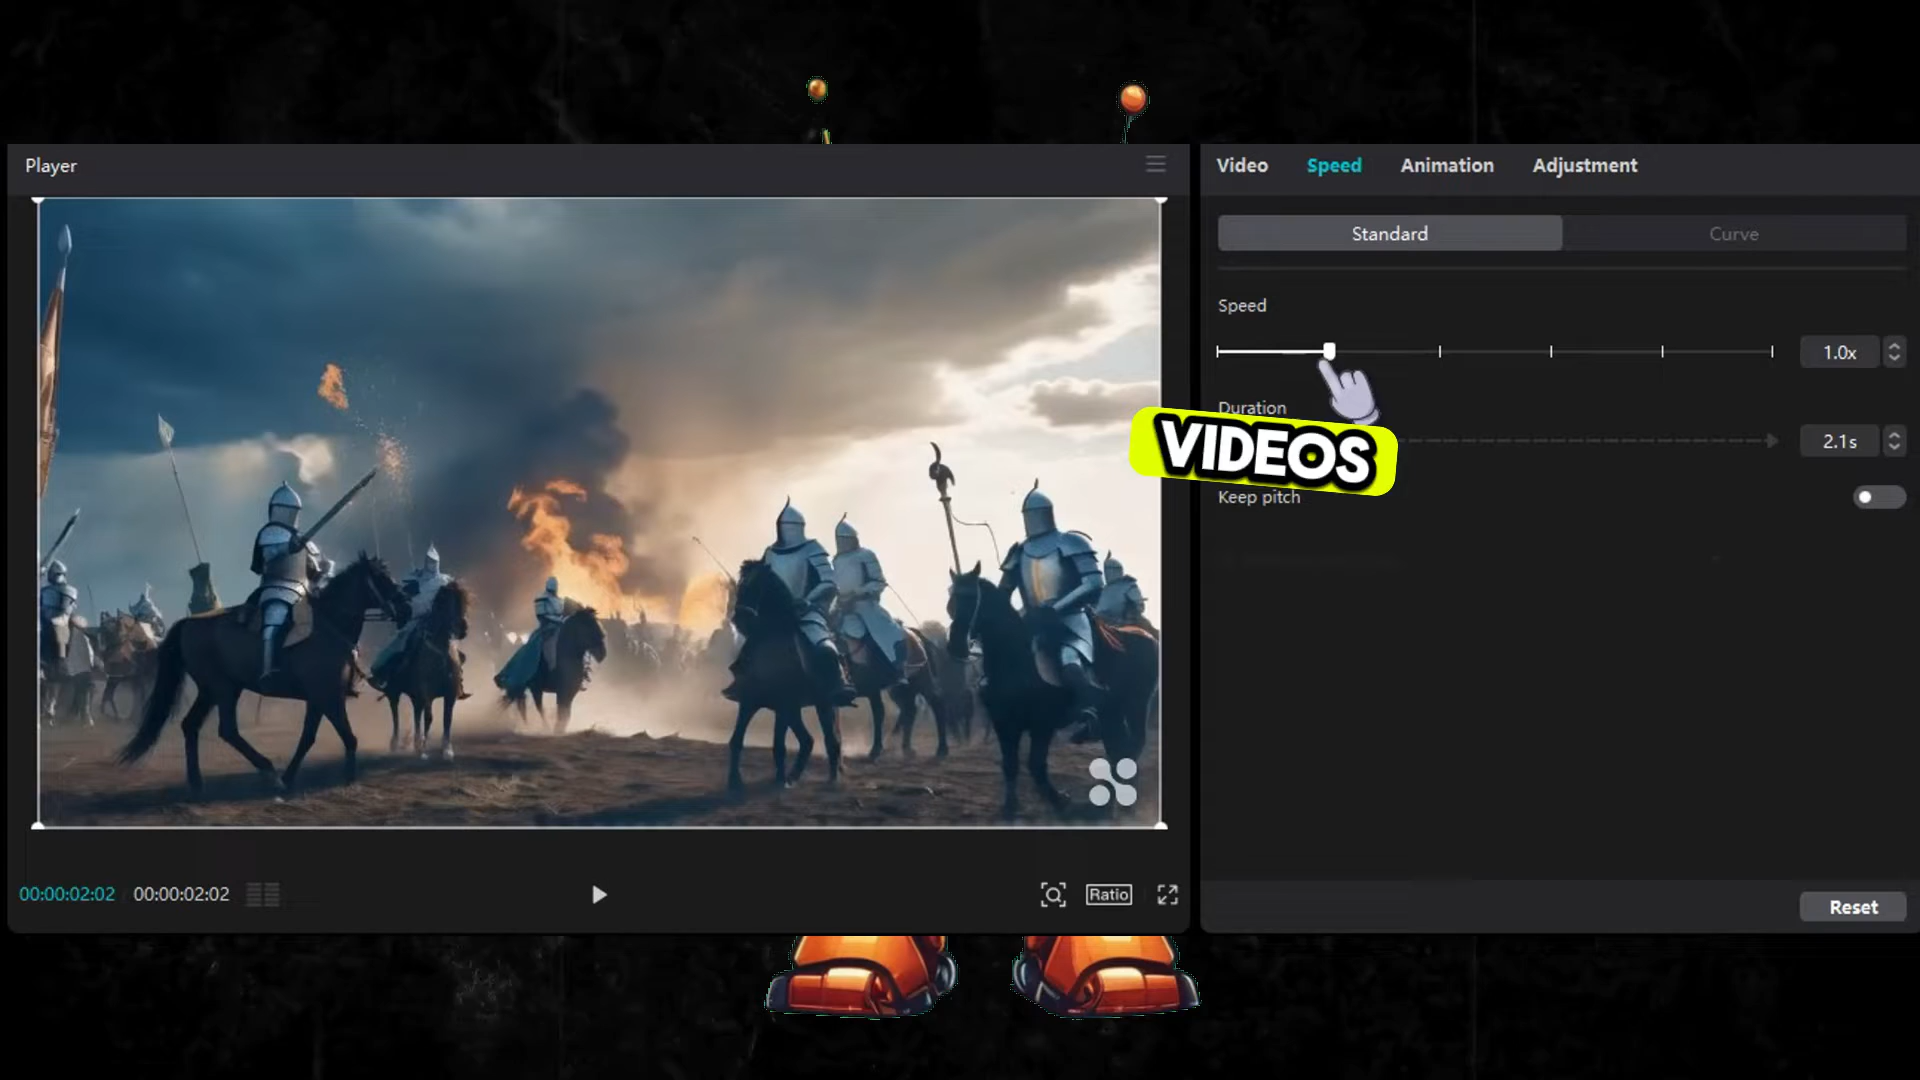 Player
Video Speed Animation Adjustment
Standard Curve
Speed
1.0x
Duration
VIDEOS
2.1s
Keep pitch
00:00:02:02 00:00:02:02
Ratio
Reset